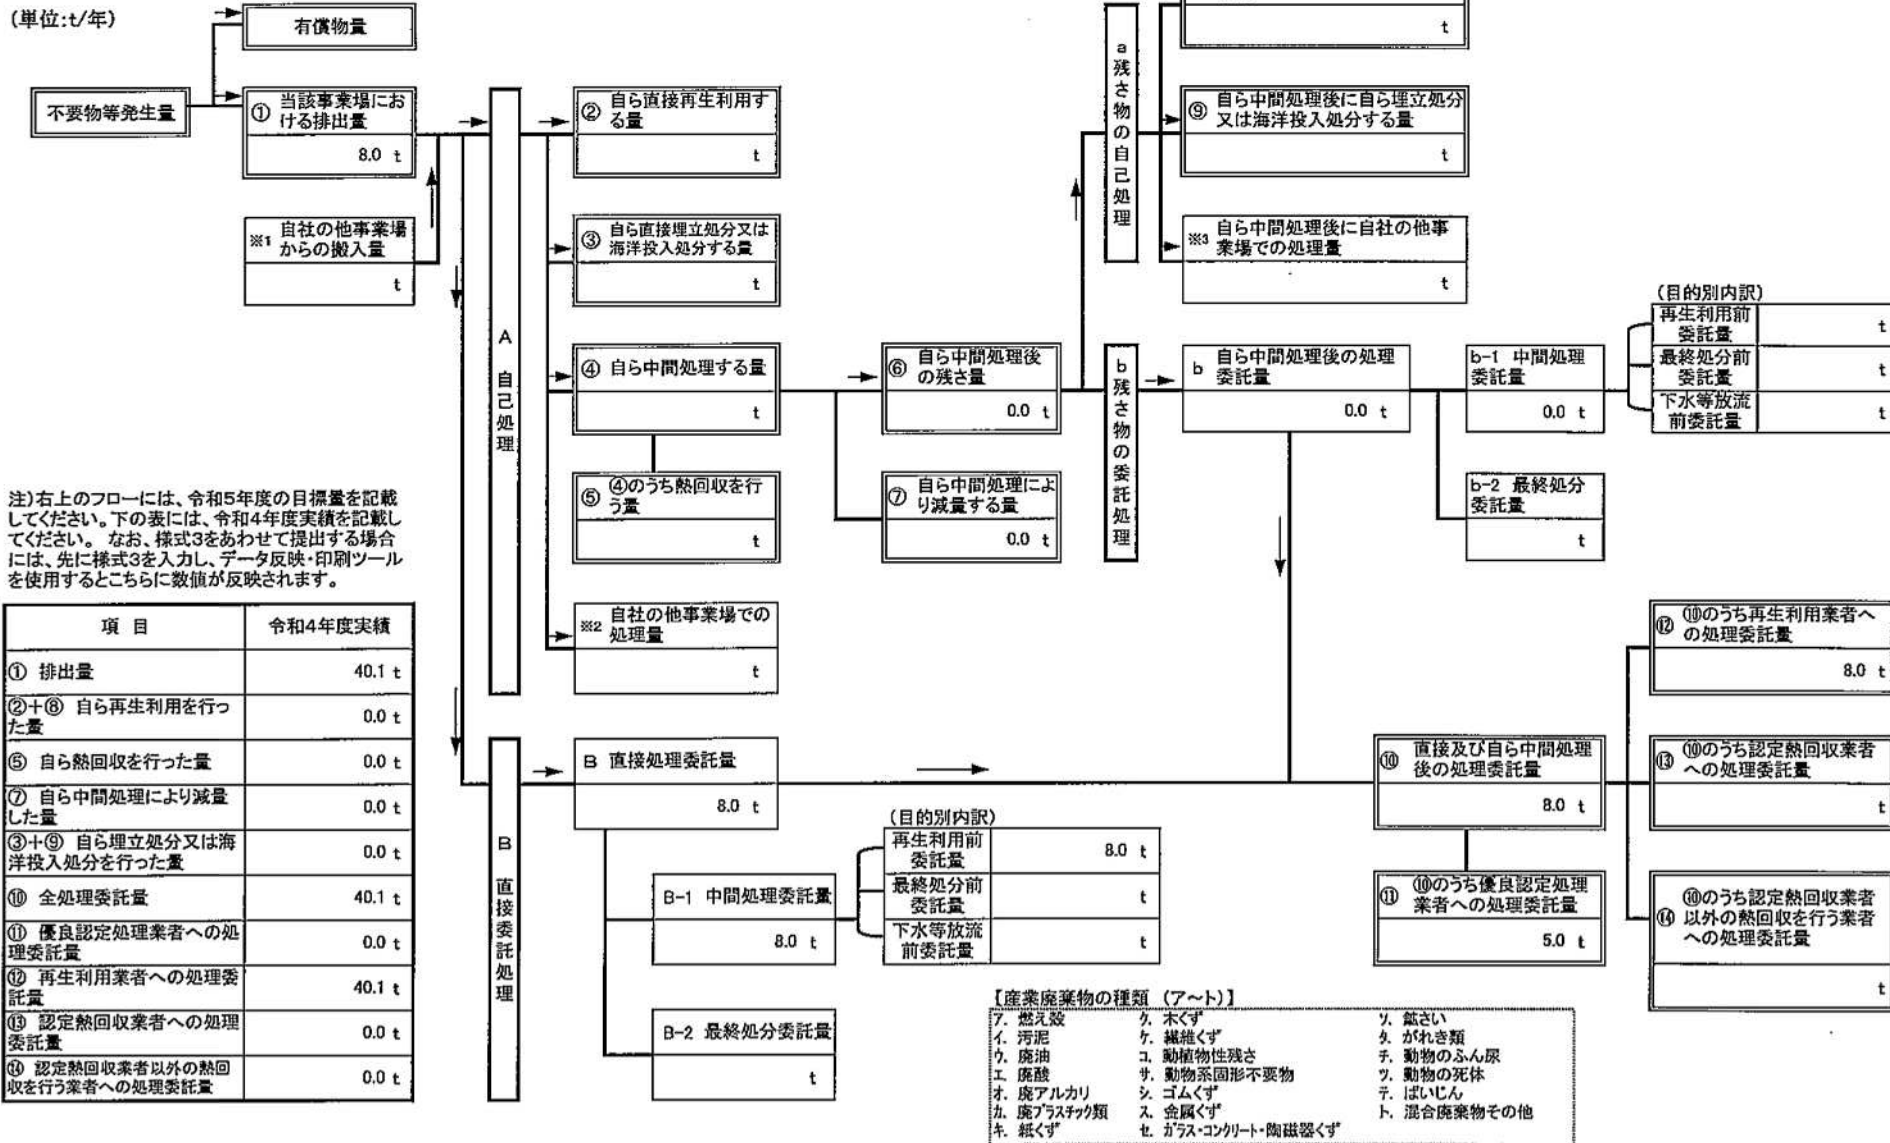 (単位:t/年)
有償物量
不要物等発生量
① 当該事業場にお
ける排出量
8.0 t
※1 自社の他事業場
からの搬入量
t
A 自己処理
② 自ら直接再生利用す
る量
t
③ 自ら直接埋立処分又は
海洋投入処分する量
t
④ 自ら中間処理する量
t
⑤ ④のうち熱回収を行
う量
t
※2 自社の他事業場での
処理量
t
⑥ 自ら中間処理後
の残さ量
0.0 t
⑦ 自ら中間処理によ
り減量する量
0.0 t
a 残さ物の自己処理
t
⑨ 自ら中間処理後に自ら埋立処分
又は海洋投入処分する量
t
※3 自ら中間処理後に自社の他事
業場での処理量
t
b 残さ物の委託処理
b 自ら中間処理後の処理
委託量
0.0 t
b-1 中間処理
委託量
0.0 t
b-2 最終処分
委託量
t
(目的別内訳)
再生利用前
委託量
t
最終処分前
委託量
t
下水等放流
前委託量
t
注)右上のフローには、令和5年度の目標量を記載
してください。下の表には、令和4年度実績を記載し
てください。 なお、様式3をあわせて提出する場合
には、先に様式3を入力し、データ反映・印刷ツール
を使用するとこちらに数値が反映されます。
項 目 令和4年度実績
① 排出量 40.1 t
②+⑧ 自ら再生利用を行っ
た量 0.0 t
⑤ 自ら熱回収を行った量 0.0 t
⑦ 自ら中間処理により減量
した量 0.0 t
③+⑨ 自ら埋立処分又は海
洋投入処分を行った量 0.0 t
⑩ 全処理委託量 40.1 t
⑪ 優良認定処理業者への処
理委託量 0.0 t
⑫ 再生利用業者への処理委
託量 40.1 t
⑬ 認定熱回収業者への処理
委託量 0.0 t
⑭ 認定熱回収業者以外の熱回
収を行う業者への処理委託量 0.0 t
B 直接委託処理
B 直接処理委託量
8.0 t
B-1 中間処理委託量
8.0 t
B-2 最終処分委託量
t
(目的別内訳)
再生利用前
委託量
8.0 t
最終処分前
委託量
t
下水等放流
前委託量
t
⑩ 直接及び自ら中間処理
後の処理委託量
8.0 t
⑪ ⑩のうち優良認定処理
業者への処理委託量
5.0 t
⑫ ⑩のうち再生利用業者へ
の処理委託量
8.0 t
⑬ ⑩のうち認定熱回収業者
への処理委託量
t
⑭ ⑩のうち認定熱回収業者
以外の熱回収を行う業者
への処理委託量
t
【産業廃棄物の種類 (ア~ト)】
ア. 燃え殻 ク. 木くず ソ. 鉱さい
イ. 汚泥 ケ. 繊維くず タ. がれき類
ウ. 廃油 コ. 動植物性残さ チ. 動物のふん尿
エ. 廃酸 サ. 動物系固形不要物 ツ. 動物の死体
オ. 廃アルカリ シ. ゴムくず テ. ばいじん
カ. 廃プラスチック類 ス. 金属くず ト. 混合廃棄物その他
キ. 紙くず セ. ガラス・コンクリート・陶磁器くず